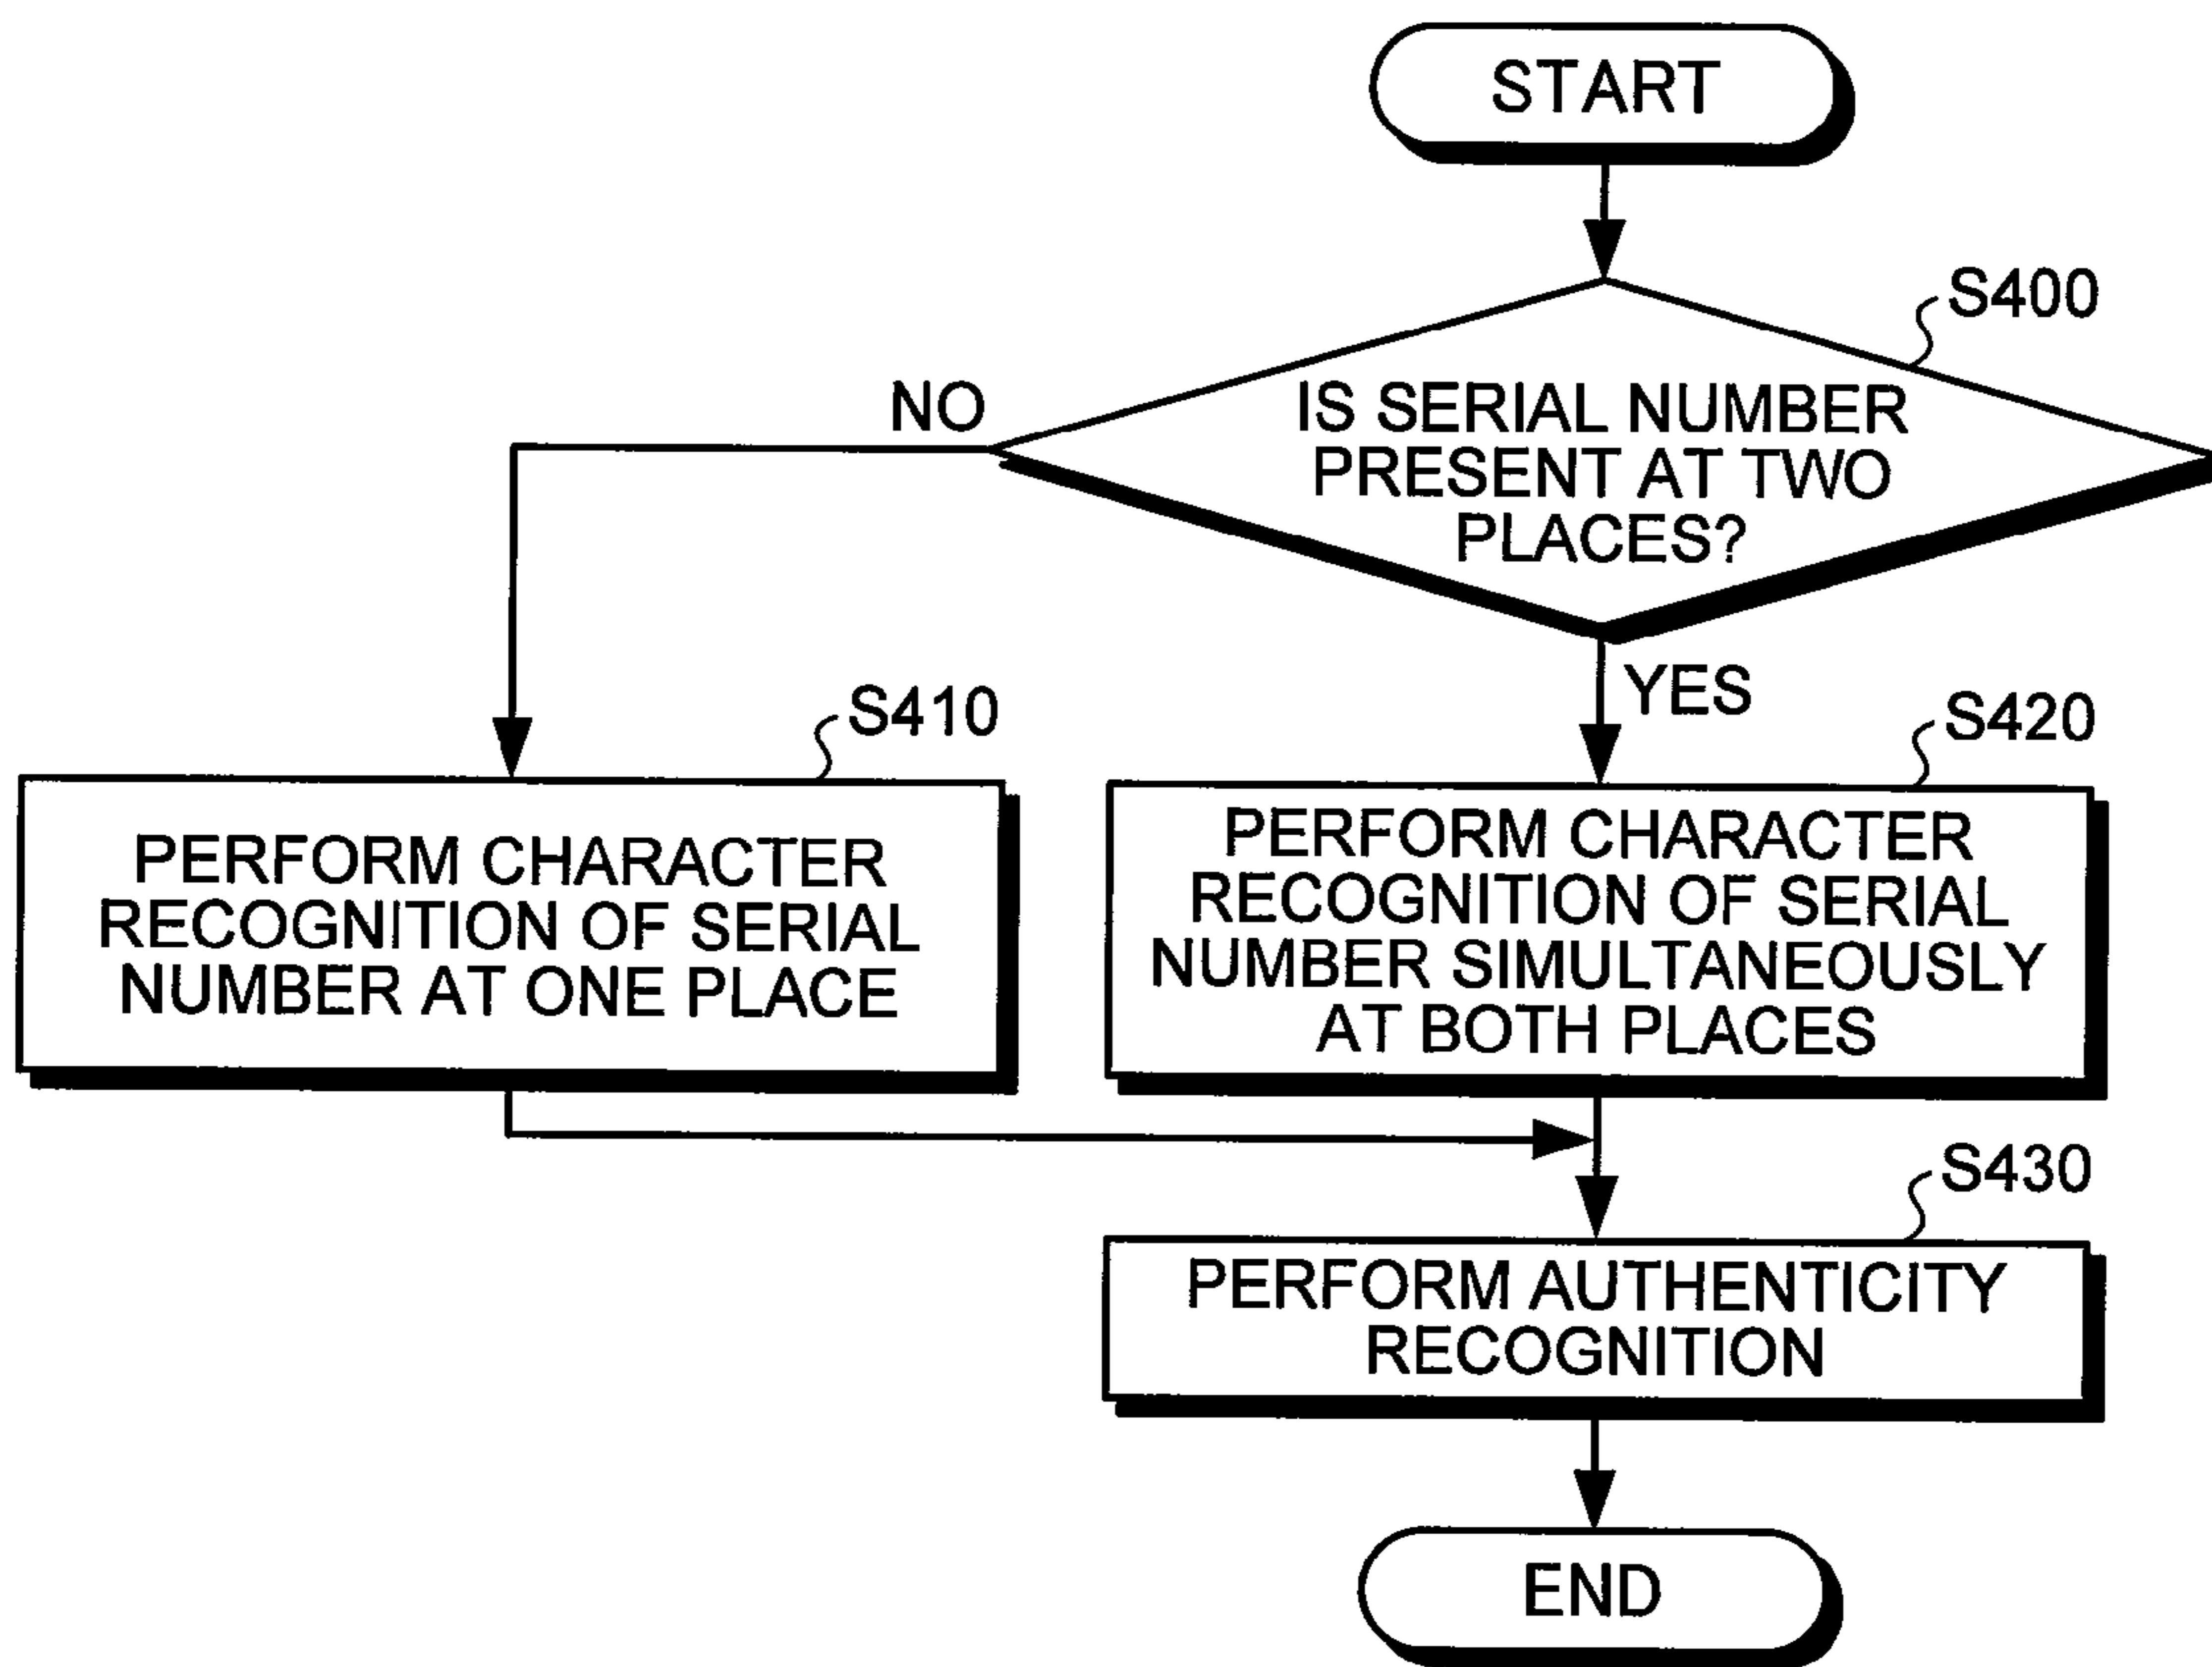 START
S400
NO
IS SERIAL NUMBER
PRESENT AT TWO
PLACES?
YES
S410
S420
PERFORM CHARACTER
RECOGNITION OF SERIAL
NUMBER AT ONE PLACE
PERFORM CHARACTER
RECOGNITION OF SERIAL
NUMBER SIMULTANEOUSLY
AT BOTH PLACES
S430
PERFORM AUTHENTICITY
RECOGNITION
END